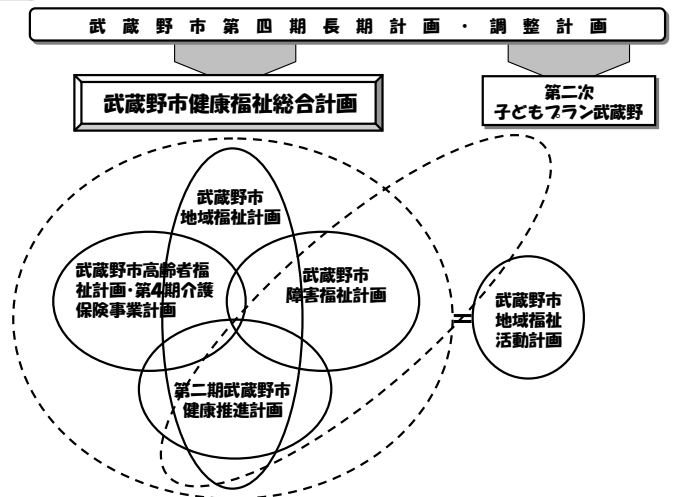 武蔵野市第四期長期計画・調整計画
武蔵野市健康福祉総合計画
第二次
子どもプラン武蔵野
武蔵野市
地域福祉計画
武蔵野市高齢者福
祉計画・第4期介護
保険事業計画
武蔵野市
障害福祉計画
武蔵野市
地域福祉
活動計画
第二期武蔵野市
健康推進計画